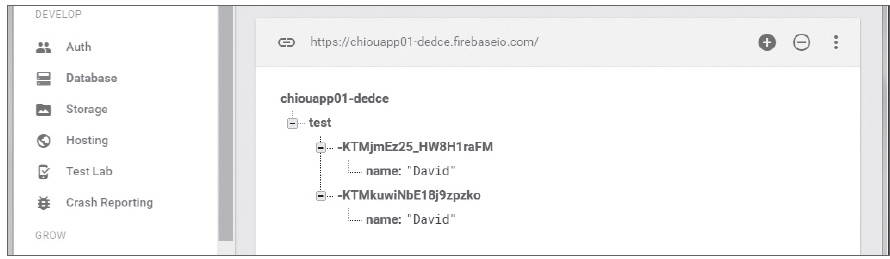 DEVELOP
Auth
Database
Storage
Hosting
Test Lab
Crash Reporting
GROW
https://chiouapp01-dedce.firebaseio.com/
chiouapp01-dedce
test
-KTMjmEz25_HW8H1raFM
name: "David"
-KTMkuwiNbE18j9zpzko
name: "David"